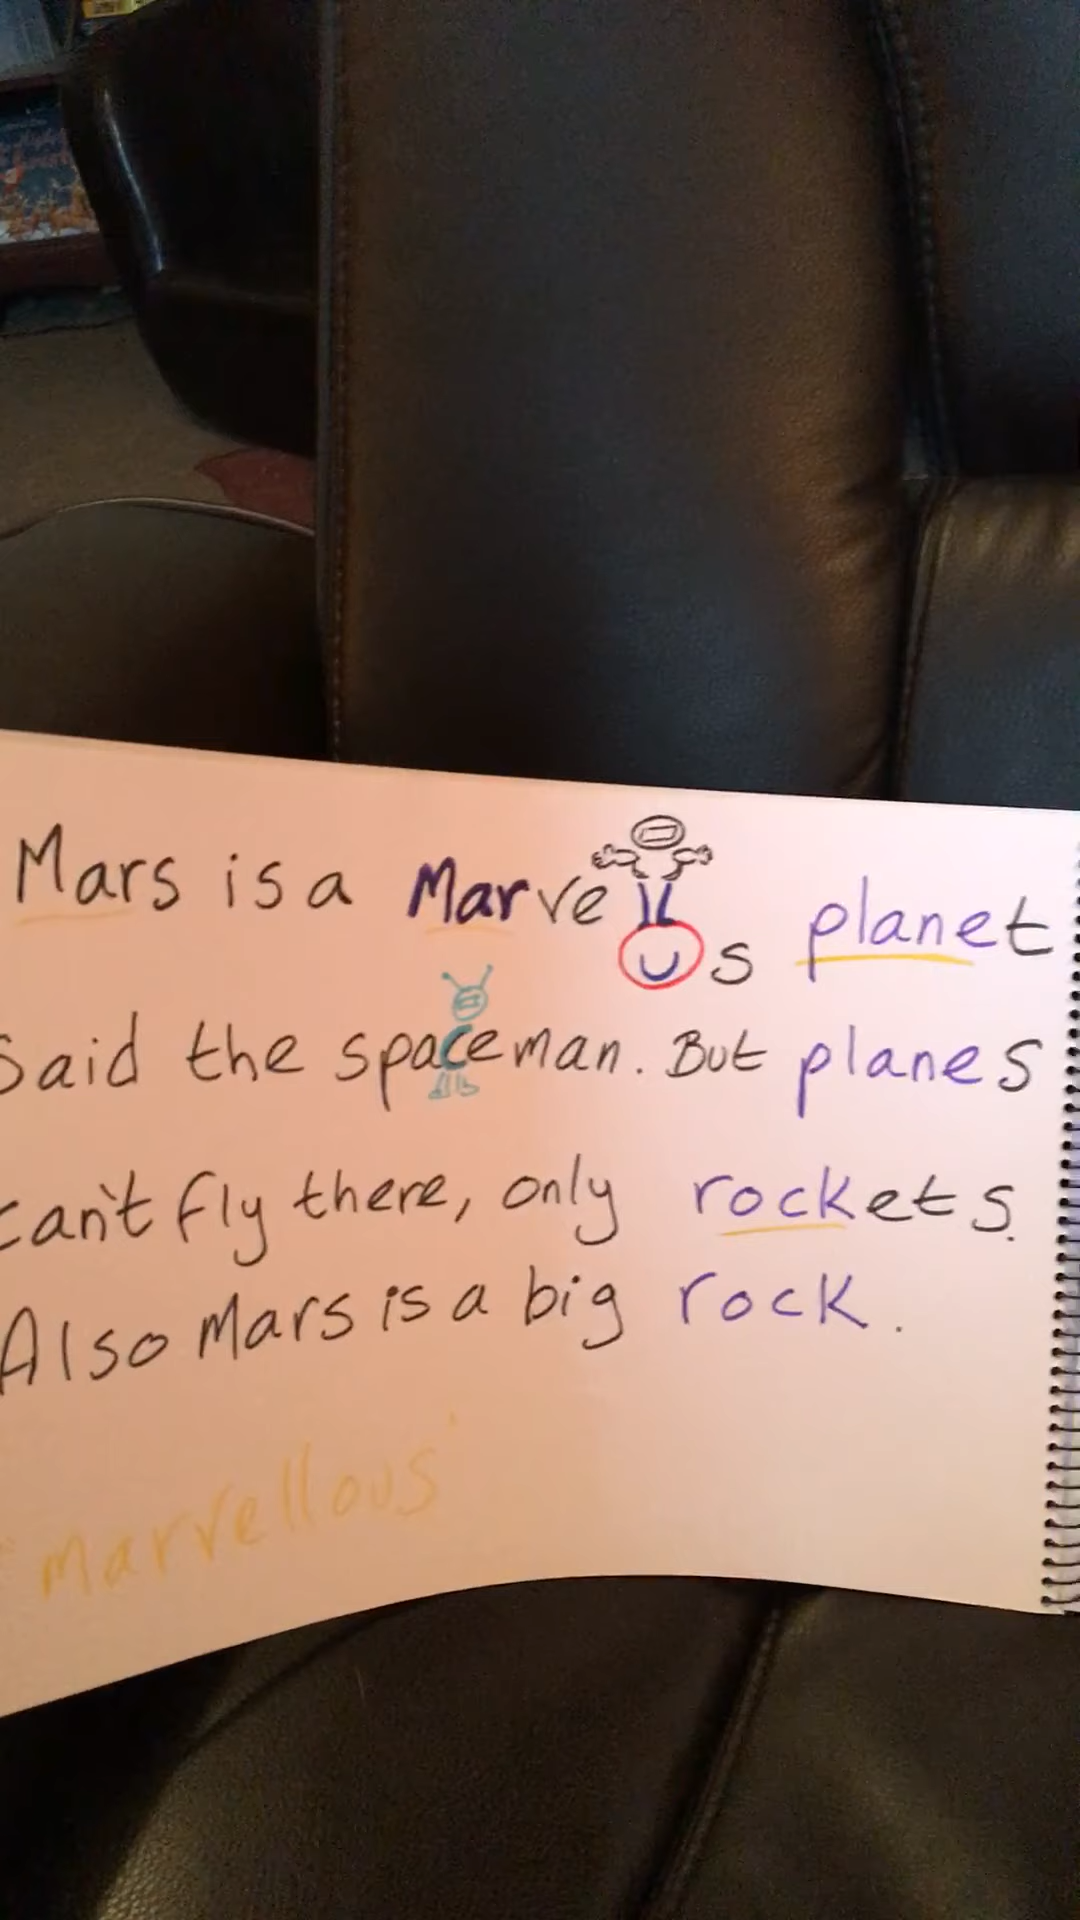 Mars is a Marvellous planet
Said the spaceman. But planes
can't fly there, only rockets.
Also Mars is a big rock.
"marvellous"